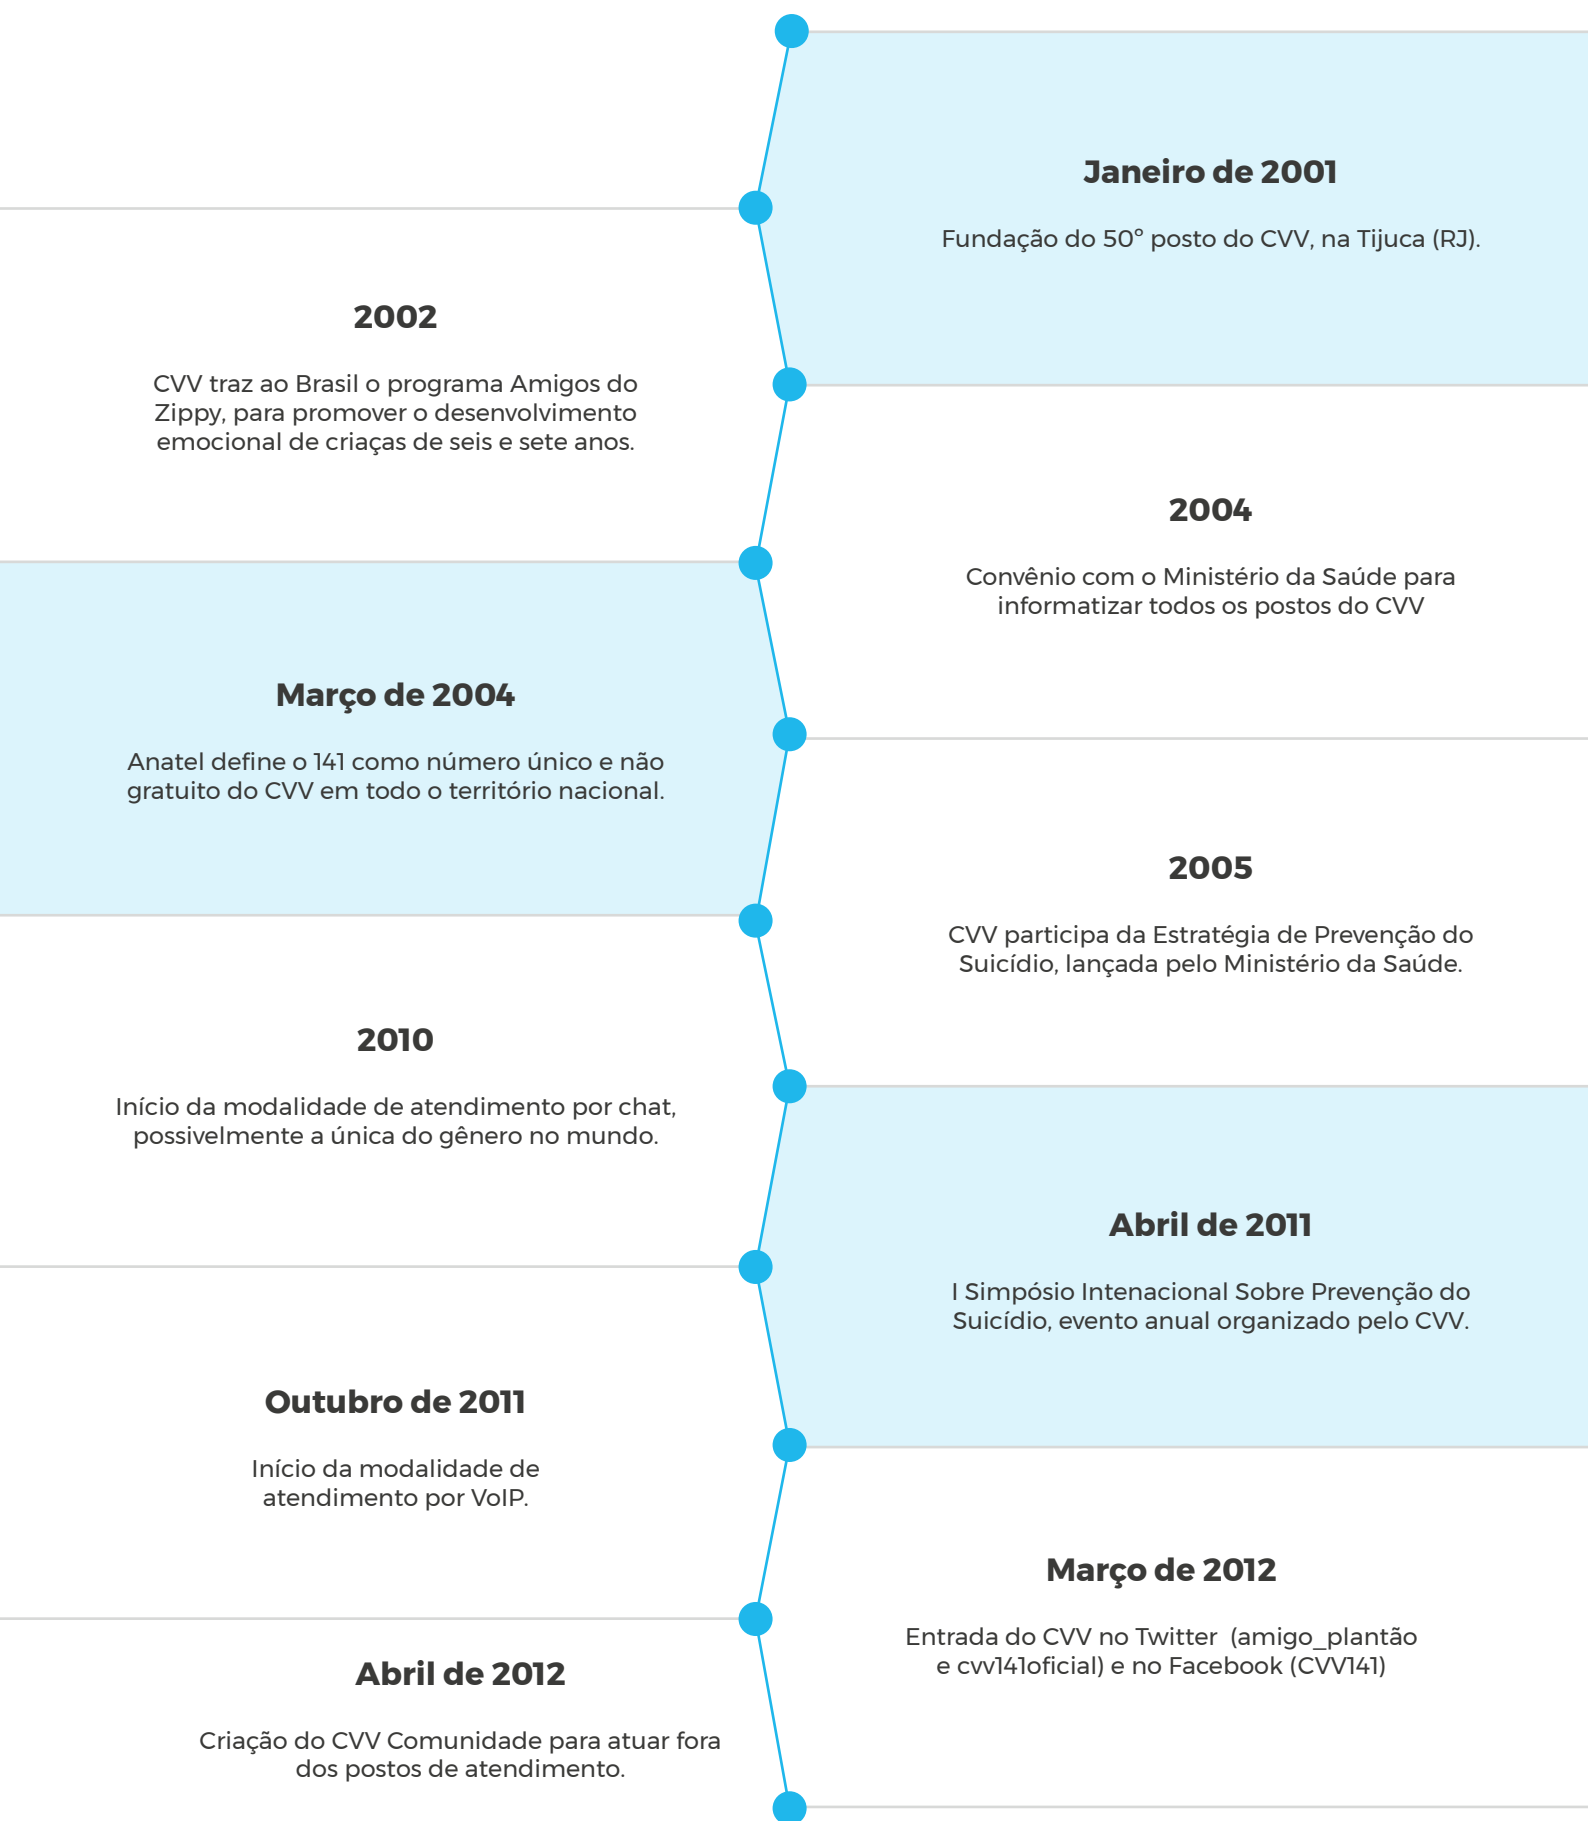 Janeiro de 2001
Fundação do 50º posto do CVV, na Tijuca (RJ).
2002
CVV traz ao Brasil o programa Amigos do
Zippy, para promover o desenvolvimento
emocional de criaças de seis e sete anos.
2004
Convênio com o Ministério da Saúde para
informatizar todos os postos do CVV
Março de 2004
Anatel define o 141 como número único e não
gratuito do CVV em todo o território nacional.
2005
CVV participa da Estratégia de Prevenção do
Suicídio, lançada pelo Ministério da Saúde.
2010
Início da modalidade de atendimento por chat,
possivelmente a única do gênero no mundo.
Abril de 2011
I Simpósio Intenacional Sobre Prevenção do
Suicídio, evento anual organizado pelo CVV.
Outubro de 2011
Início da modalidade de
atendimento por VoIP.
Março de 2012
Entrada do CVV no Twitter  (amigo_plantão
e cvv141oficial) e no Facebook (CVV141)
Abril de 2012
Criação do CVV Comunidade para atuar fora
dos postos de atendimento.